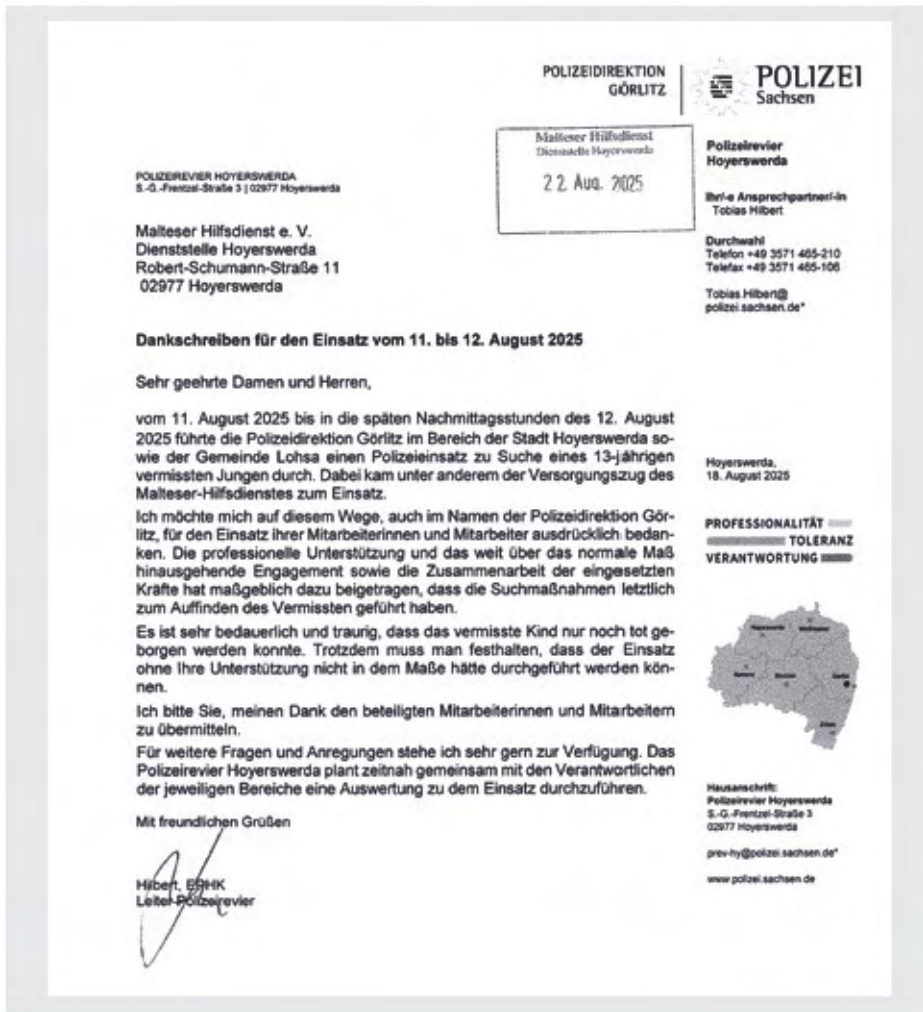 POLIZEIDIREKTION
GÖRLITZ
POLIZEI
Sachsen
Malteser Hilfsdienst
Dienststelle Hoyerswerda
22 Aug. 2025
Polizeirevier
Hoyerswerda
Ihr/-e Ansprechpartner/-in
Tobias Hilbert
Durchwahl
Telefon +49 3571 465-210
Telefax +49 3571 465-106
Tobias.Hilbert@
polizei.sachsen.de*
POLIZEIREVIER HOYERSWERDA
S.-G.-Frentzel-Straße 3 | 02977 Hoyerswerda
Malteser Hilfsdienst e. V.
Dienststelle Hoyerswerda
Robert-Schumann-Straße 11
02977 Hoyerswerda
Dankschreiben für den Einsatz vom 11. bis 12. August 2025
Sehr geehrte Damen und Herren,
vom 11. August 2025 bis in die späten Nachmittagsstunden des 12. August
2025 führte die Polizeidirektion Görlitz im Bereich der Stadt Hoyerswerda so-
wie der Gemeinde Lohsa einen Polizeieinsatz zu Suche eines 13-jährigen
vermissten Jungen durch. Dabei kam unter anderem der Versorgungszug des
Malteser-Hilfsdienstes zum Einsatz.
Ich möchte mich auf diesem Wege, auch im Namen der Polizeidirektion Gör-
litz, für den Einsatz ihrer Mitarbeiterinnen und Mitarbeiter ausdrücklich bedan-
ken. Die professionelle Unterstützung und das weit über das normale Maß
hinausgehende Engagement sowie die Zusammenarbeit der eingesetzten
Kräfte hat maßgeblich dazu beigetragen, dass die Suchmaßnahmen letztlich
zum Auffinden des Vermissten geführt haben.
Es ist sehr bedauerlich und traurig, dass das vermisste Kind nur noch tot ge-
borgen werden konnte. Trotzdem muss man festhalten, dass der Einsatz
ohne Ihre Unterstützung nicht in dem Maße hätte durchgeführt werden kön-
nen.
Ich bitte Sie, meinen Dank den beteiligten Mitarbeiterinnen und Mitarbeitern
zu übermitteln.
Für weitere Fragen und Anregungen stehe ich sehr gern zur Verfügung. Das
Polizeirevier Hoyerswerda plant zeitnah gemeinsam mit den Verantwortlichen
der jeweiligen Bereiche eine Auswertung zu dem Einsatz durchzuführen.
Mit freundlichen Grüßen
Hilbert, EPHK
Leiter Polizeirevier
Hoyerswerda,
18. August 2025
PROFESSIONALITÄT
TOLERANZ
VERANTWORTUNG
Hoyerswerda
Görlitz
Hausanschrift:
Polizeirevier Hoyerswerda
S.-G.-Frentzel-Straße 3
02977 Hoyerswerda
prev-hy@polizei.sachsen.de*
www.polizei.sachsen.de